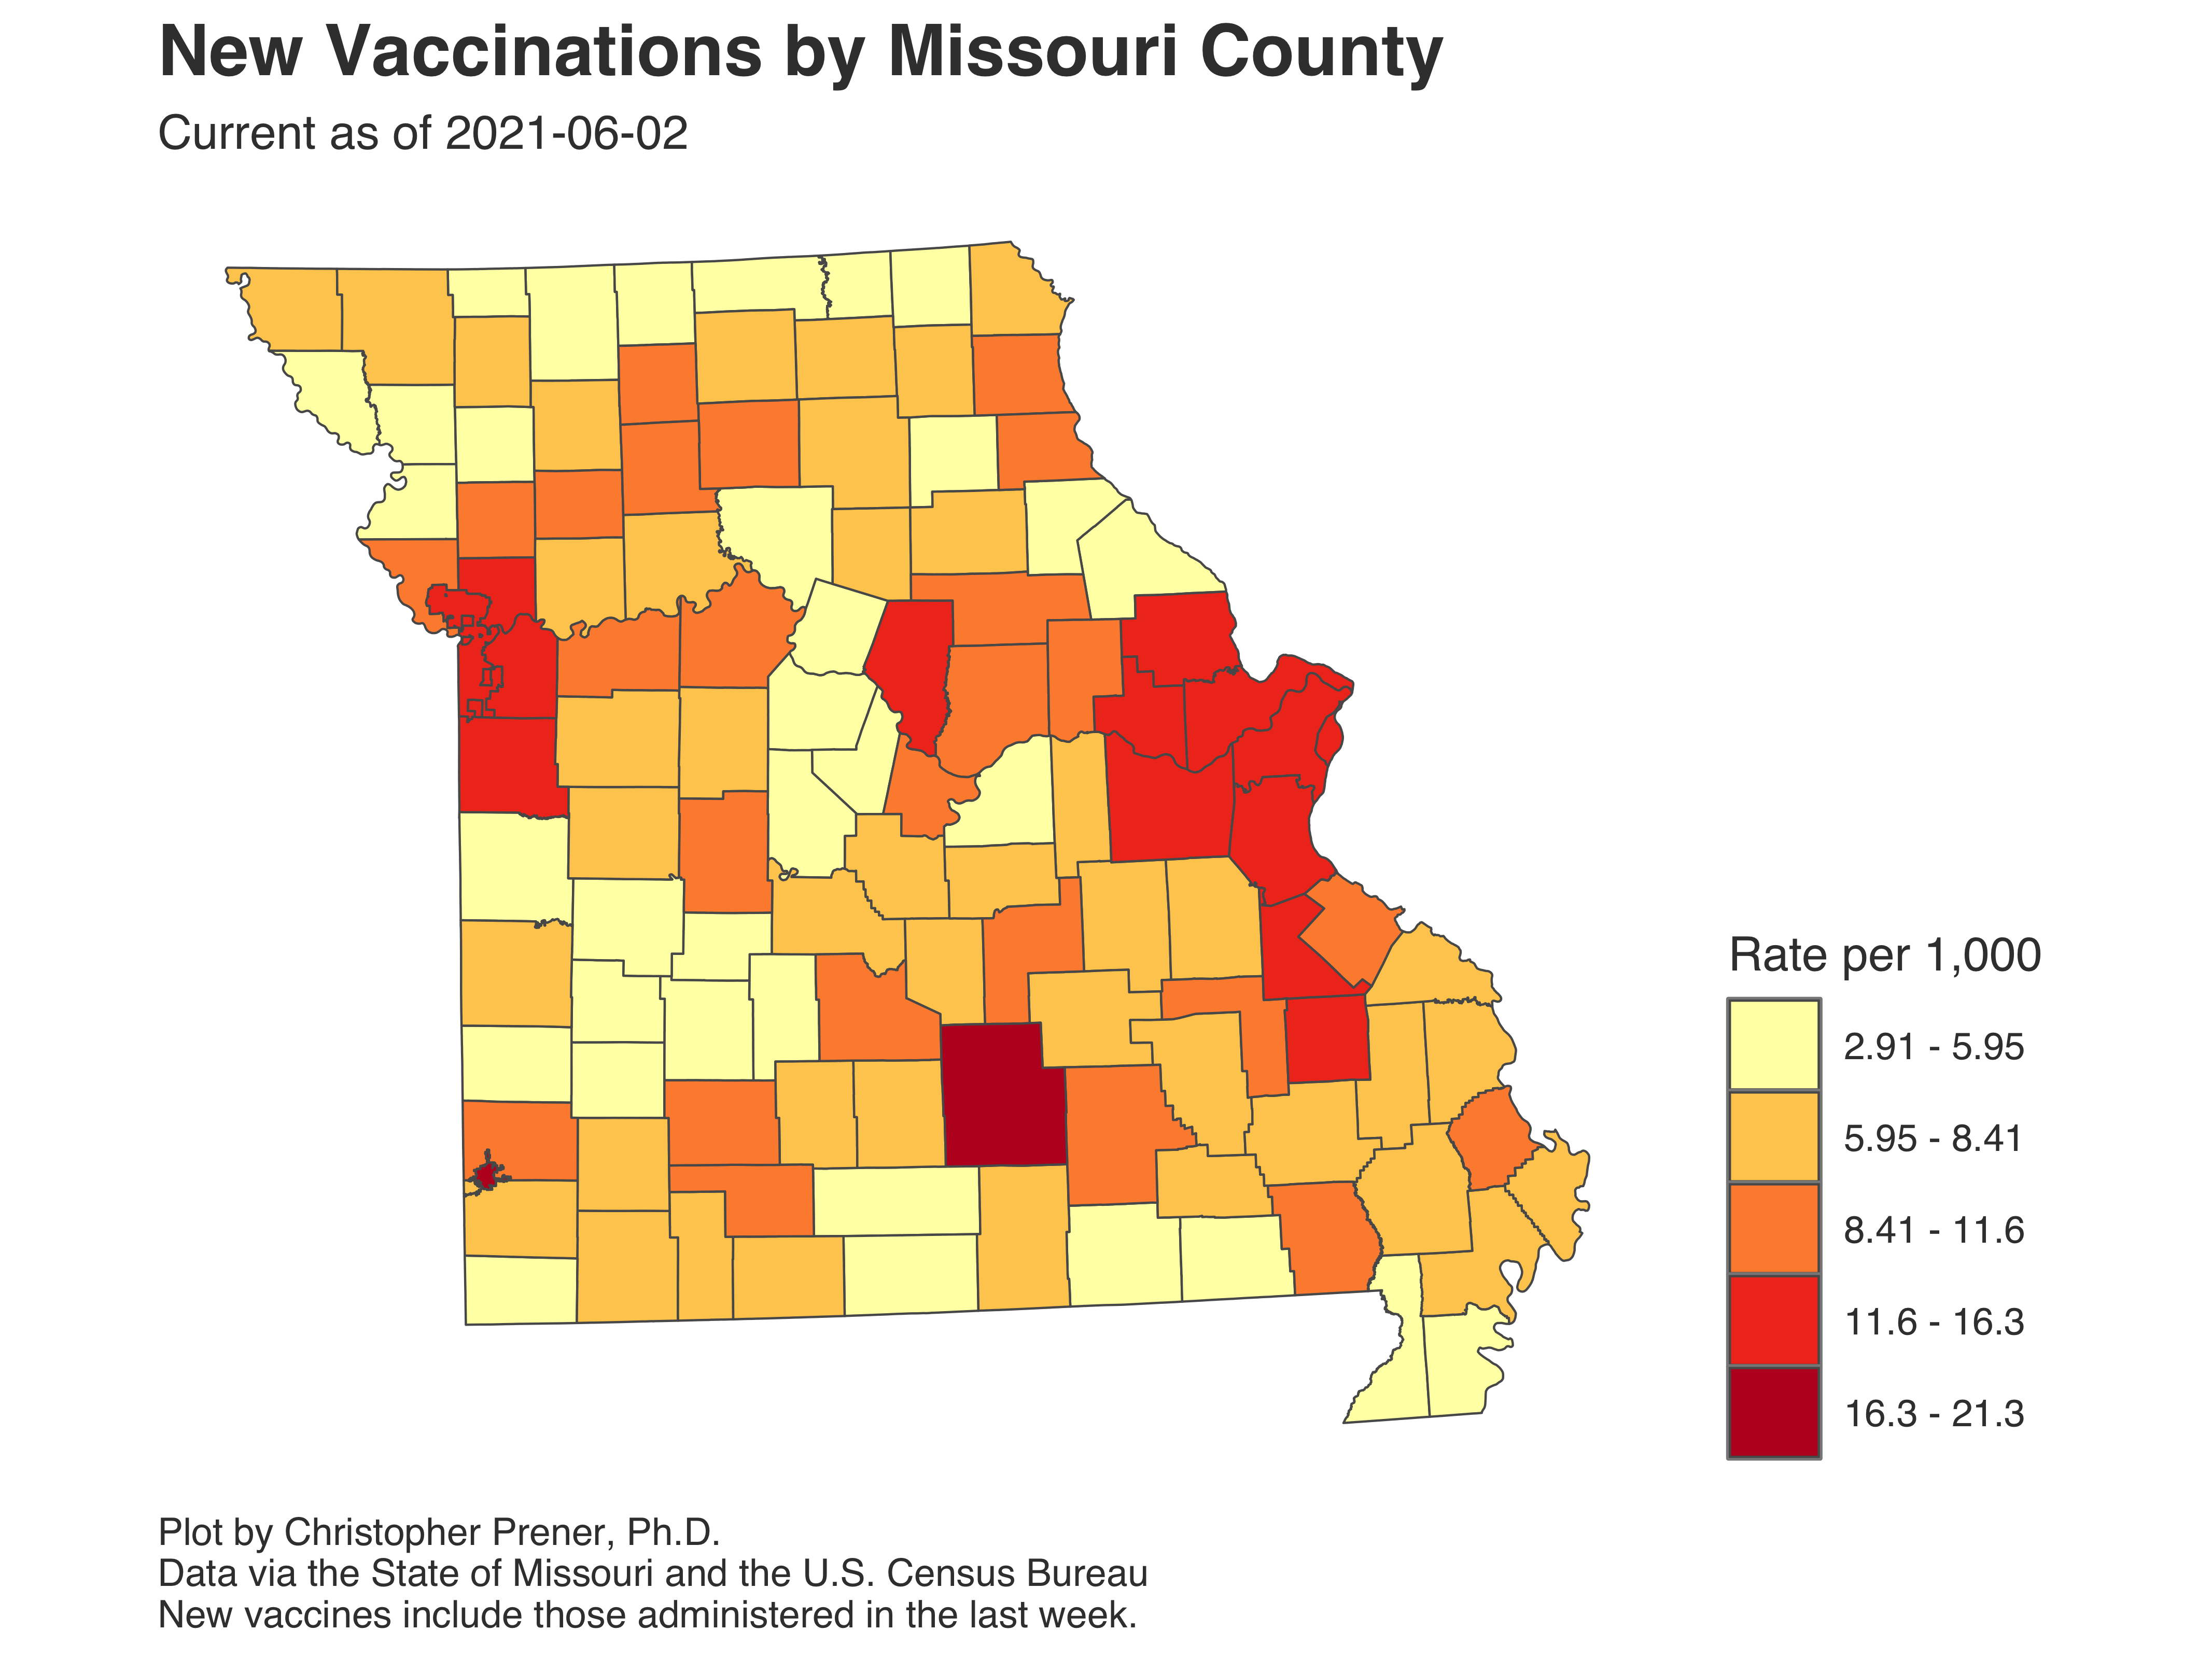 New Vaccinations by Missouri County
Current as of 2021-06-02
Rate per 1,000
2.91 - 5.95
5.95 - 8.41
8.41 - 11.6
11.6 - 16.3
16.3 - 21.3
Plot by Christopher Prener, Ph.D.
Data via the State of Missouri and the U.S. Census Bureau
New vaccines include those administered in the last week.